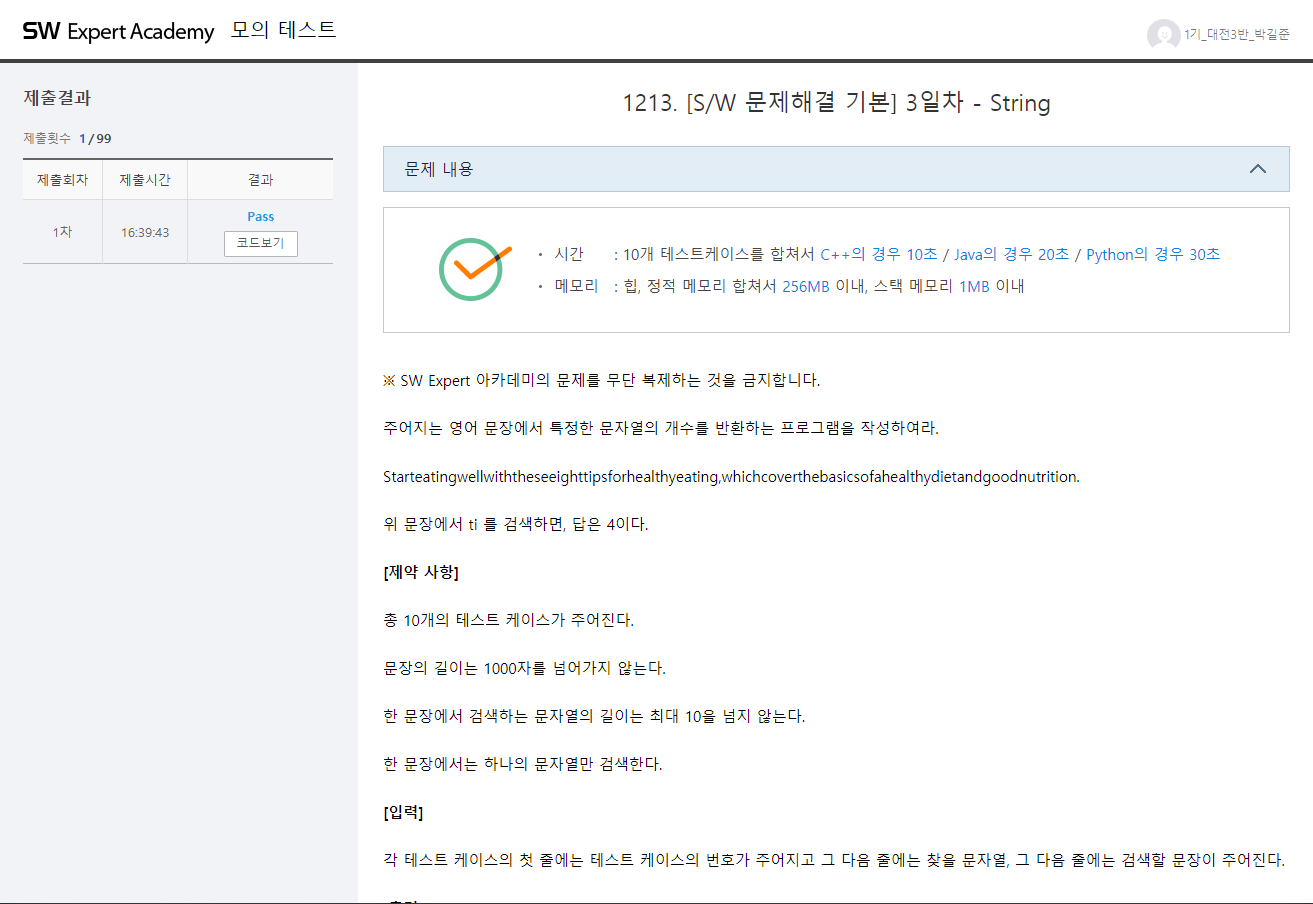 SW Expert Academy 모의 테스트
1기_대전3반_박길준
제출결과
제출횟수 1 / 99
제출회차 제출시간 결과
1차 16:39:43 Pass
코드보기
1213. [S/W 문제해결 기본] 3일차 - String
문제 내용
• 시간 : 10개 테스트케이스를 합쳐서 C++의 경우 10초 / Java의 경우 20초 / Python의 경우 30초
• 메모리 : 힙, 정적 메모리 합쳐서 256MB 이내, 스택 메모리 1MB 이내
※ SW Expert 아카데미의 문제를 무단 복제하는 것을 금지합니다.
주어지는 영어 문장에서 특정한 문자열의 개수를 반환하는 프로그램을 작성하여라.
Starteatingwellwiththeseeighttipsforhealthyeating,whichcoverthebasicsofahealthydietandgoodnutrition.
위 문장에서 ti 를 검색하면, 답은 4이다.
[제약 사항]
총 10개의 테스트 케이스가 주어진다.
문장의 길이는 1000자를 넘어가지 않는다.
한 문장에서 검색하는 문자열의 길이는 최대 10을 넘지 않는다.
한 문장에서는 하나의 문자열만 검색한다.
[입력]
각 테스트 케이스의 첫 줄에는 테스트 케이스의 번호가 주어지고 그 다음 줄에는 찾을 문자열, 그 다음 줄에는 검색할 문장이 주어진다.